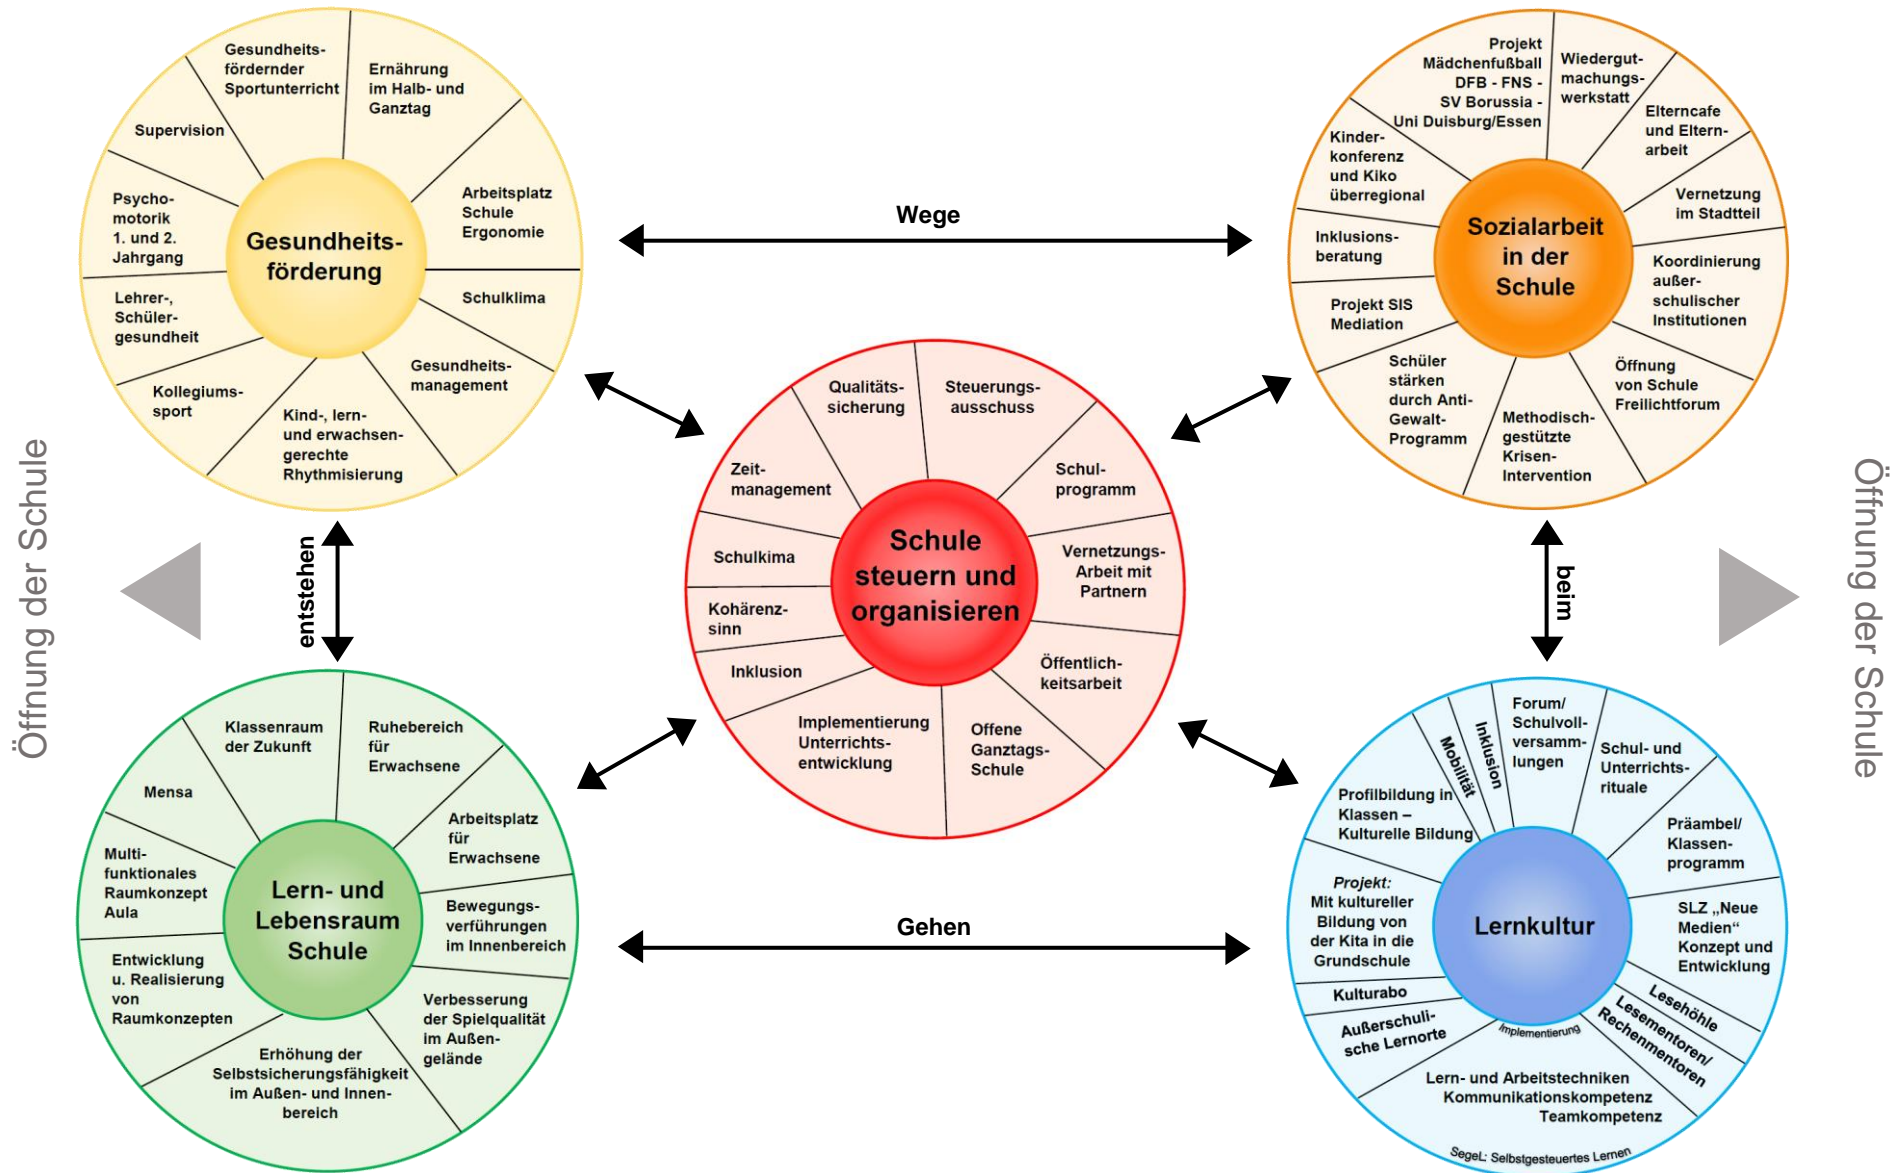 Gesundheits-
förderung
Gesundheits-
fördernder
Sportunterricht
Ernährung
im Halb- und
Ganztag
Arbeitsplatz
Schule
Ergonomie
Schulklima
Gesundheits-
management
Kind-, lern-
und erwachsen-
gerechte
Rhythmisierung
Kollegiums-
sport
Lehrer-,
Schüler-
gesundheit
Psycho-
motorik
1. und 2.
Jahrgang
Supervision
Wege
Sozialarbeit
in der
Schule
Projekt
Mädchenfußball
DFB - FNS -
SV Borussia -
Uni Duisburg/Essen
Wiedergut-
machungs-
werkstatt
Elterncafe
und Eltern-
arbeit
Vernetzung
im Stadtteil
Koordinierung
außer-
schulischer
Institutionen
Öffnung
von Schule
Freilichtforum
Methodisch-
gestützte
Krisen-
Intervention
Schüler
stärken
durch Anti-
Gewalt-
Programm
Projekt SIS
Mediation
Inklusions-
beratung
Kinder-
konferenz
und Kiko
überregional
Öffnung der Schule
entstehen
Schule
steuern und
organisieren
Qualitäts-
sicherung
Steuerungs-
ausschuss
Schul-
programm
Vernetzungs-
Arbeit mit
Partnern
Öffentlich-
keitsarbeit
Offene
Ganztags-
Schule
Implementierung
Unterrichts-
entwicklung
Inklusion
Kohärenz-
sinn
Schulkima
Zeit-
management
beim
Öffnung der Schule
Lern- und
Lebensraum
Schule
Klassenraum
der Zukunft
Ruhebereich
für
Erwachsene
Arbeitsplatz
für
Erwachsene
Bewegungs-
verführungen
im Innenbereich
Verbesserung
der Spielqualität
im Außen-
gelände
Erhöhung der
Selbstsicherungsfähigkeit
im Außen- und Innen-
bereich
Entwicklung
u. Realisierung
von
Raumkonzepten
Multi-
funktionales
Raumkonzept
Aula
Mensa
Gehen
Lernkultur
Mobilität
Inklusion
Forum/
Schulvoll-
versamm-
lungen
Schul- und
Unterrichts-
rituale
Präambel/
Klassen-
programm
SLZ „Neue
Medien“
Konzept und
Entwicklung
Lesehöhle
Lesementoren/
Rechenmentoren
Implementierung
Lern- und Arbeitstechniken
Kommunikationskompetenz
Teamkompetenz
SegeL: Selbstgesteuertes Lernen
Außerschuli-
sche Lernorte
Kulturabo
Projekt:
Mit kultureller
Bildung von
der Kita in die
Grundschule
Profilbildung in
Klassen –
Kulturelle Bildung